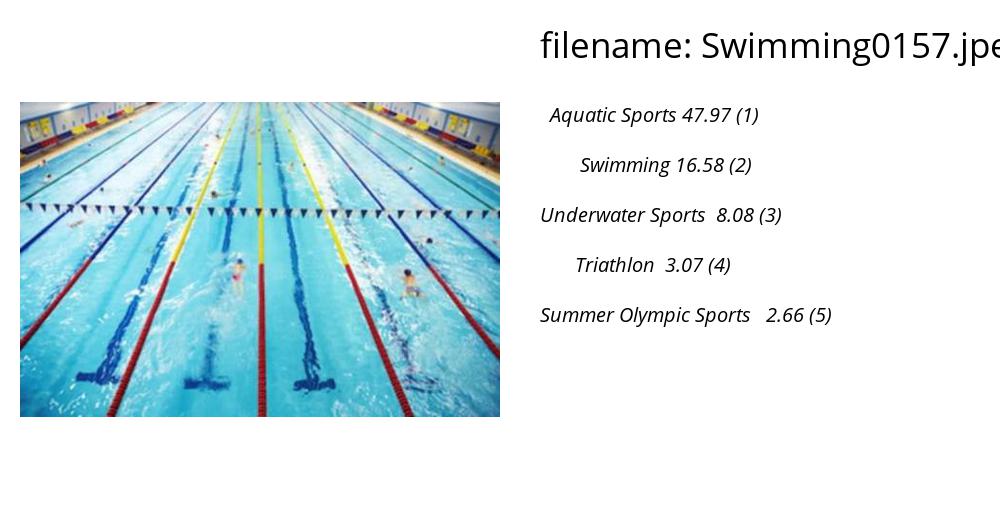 filename: Swimming0157.jpe
Aquatic Sports 47.97 (1)
Swimming 16.58 (2)
Underwater Sports 8.08 (3)
Triathlon 3.07 (4)
Summer Olympic Sports 2.66 (5)